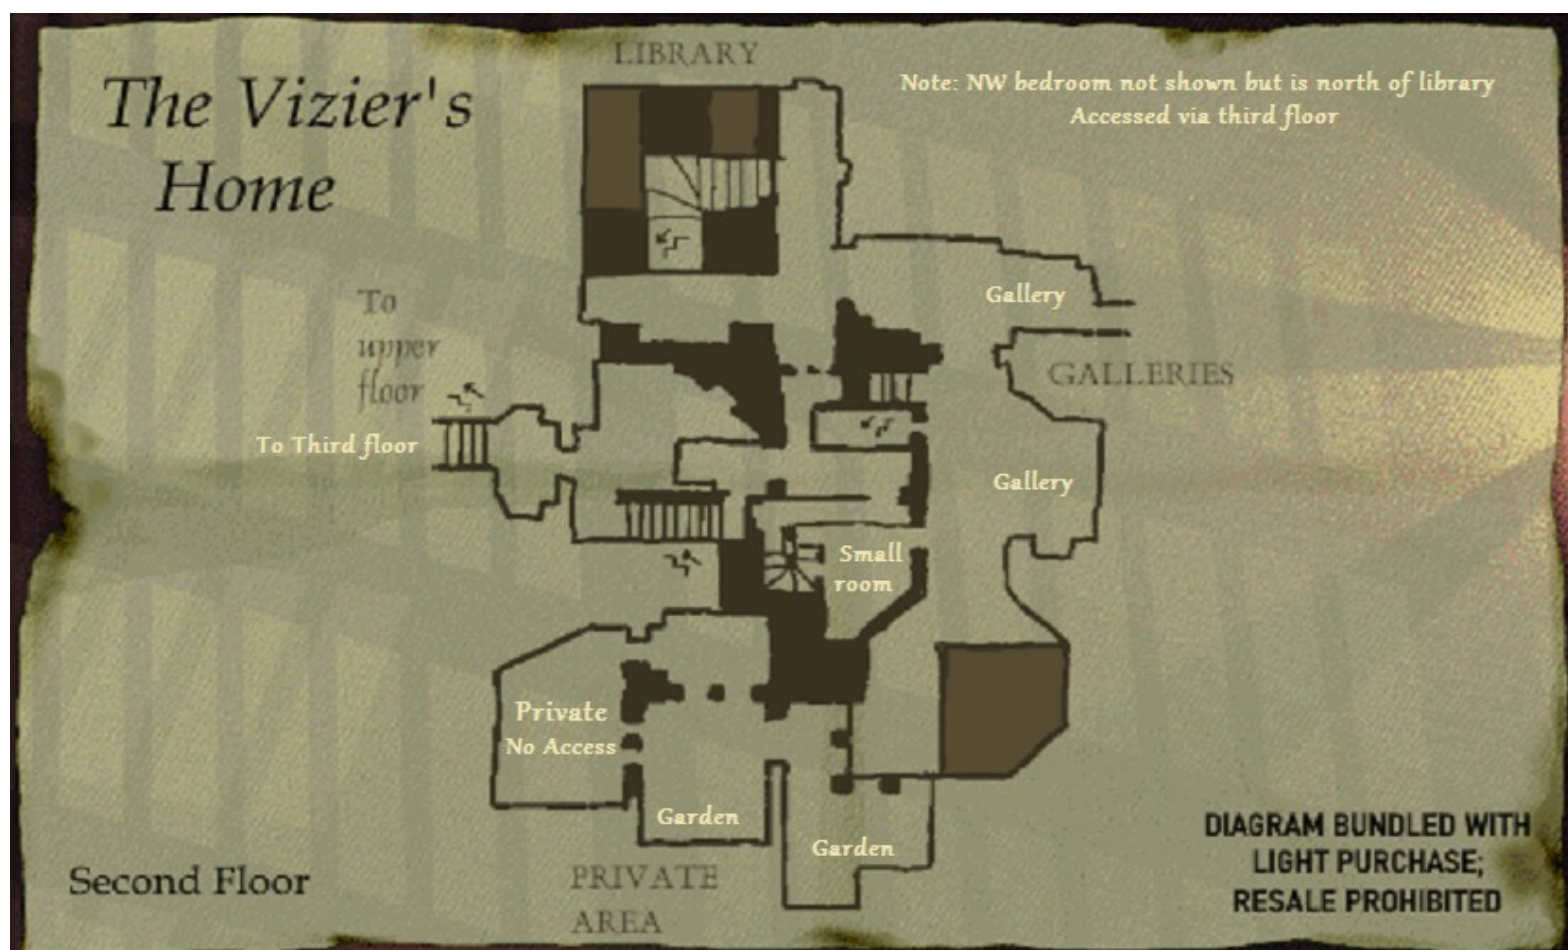 LIBRARY
The Vizier's
Home
Note: NW bedroom not shown but is north of library
Accessed via third floor
To
upper
floor
Gallery
GALLERIES
To Third floor
Gallery
Small
room
Private
No Access
Garden
Garden
PRIVATE
AREA
Second Floor
DIAGRAM BUNDLED WITH
LIGHT PURCHASE;
RESALE PROHIBITED